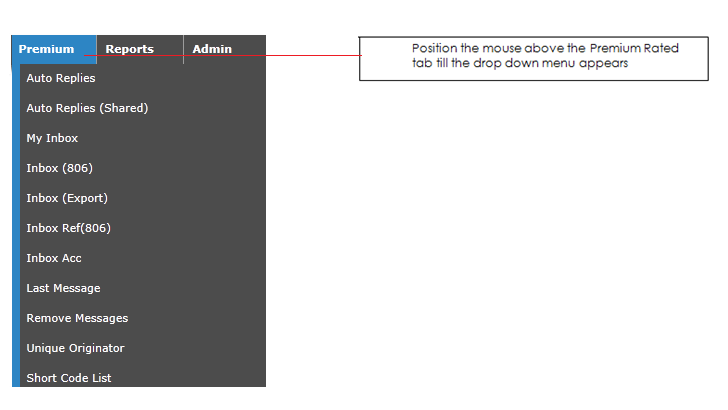 Premium Reports Admin
Position the mouse above the Premium Rated
tab till the drop down menu appears
Auto Replies
Auto Replies (Shared)
My Inbox
Inbox (806)
Inbox (Export)
Inbox Ref(806)
Inbox Acc
Last Message
Remove Messages
Unique Originator
Short Code List